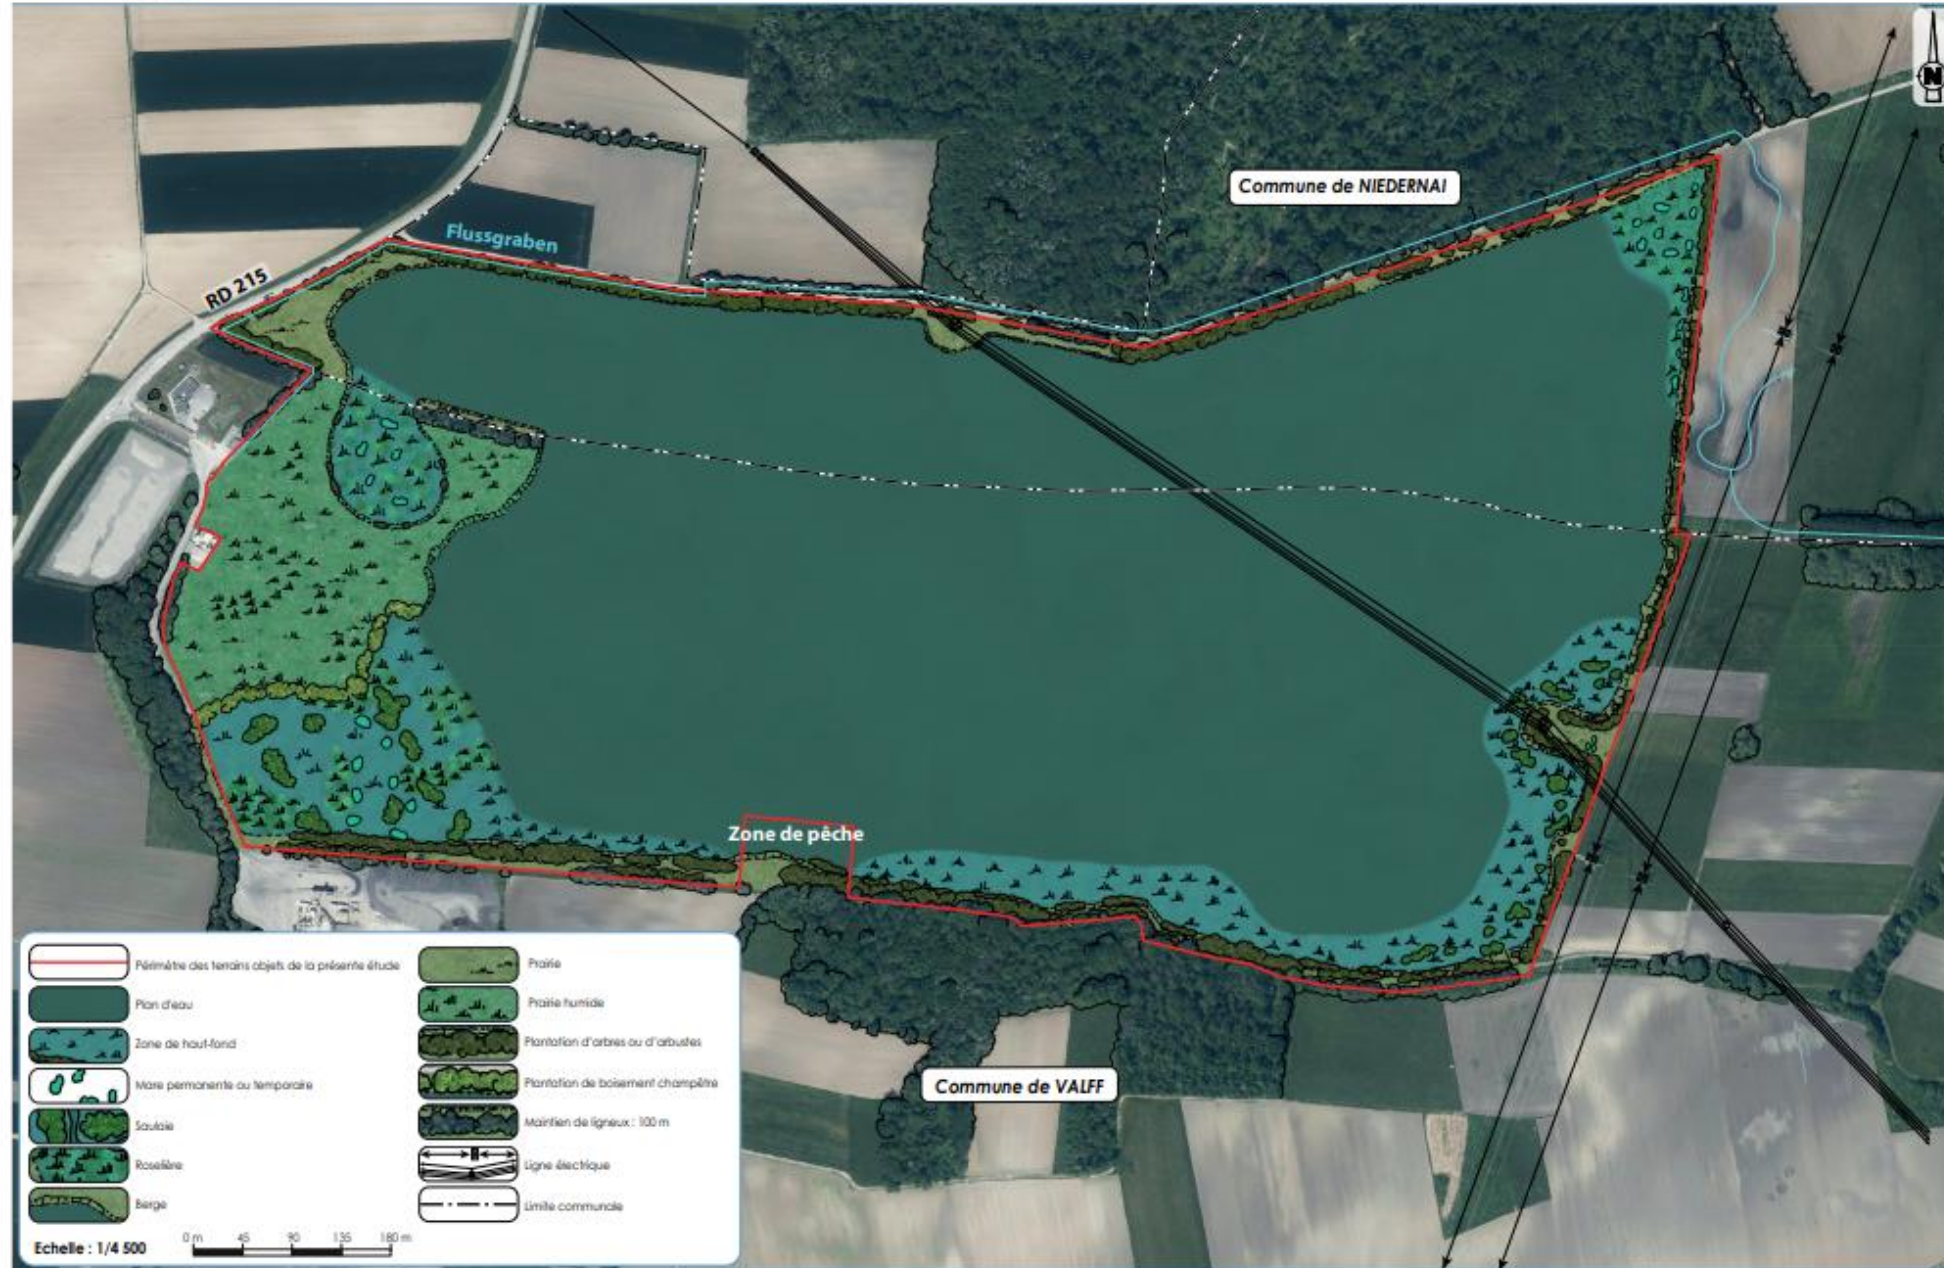 N
Commune de NIEDERNAI
Flussgraben
RD 215
Zone de pêche
Commune de VALFF
Périmètre des terrains objets de la présente étude
Plan d'eau
Zone de haut-fond
Mare permanente ou temporaire
Saulaie
Roselière
Berge
Prairie
Prairie humide
Plantation d'arbres ou d'arbustes
Plantation de boisement champêtre
Maintien de ligneux : 100 m
Ligne électrique
Limite communale
Echelle : 1/4 500
0 m 45 90 135 180 m